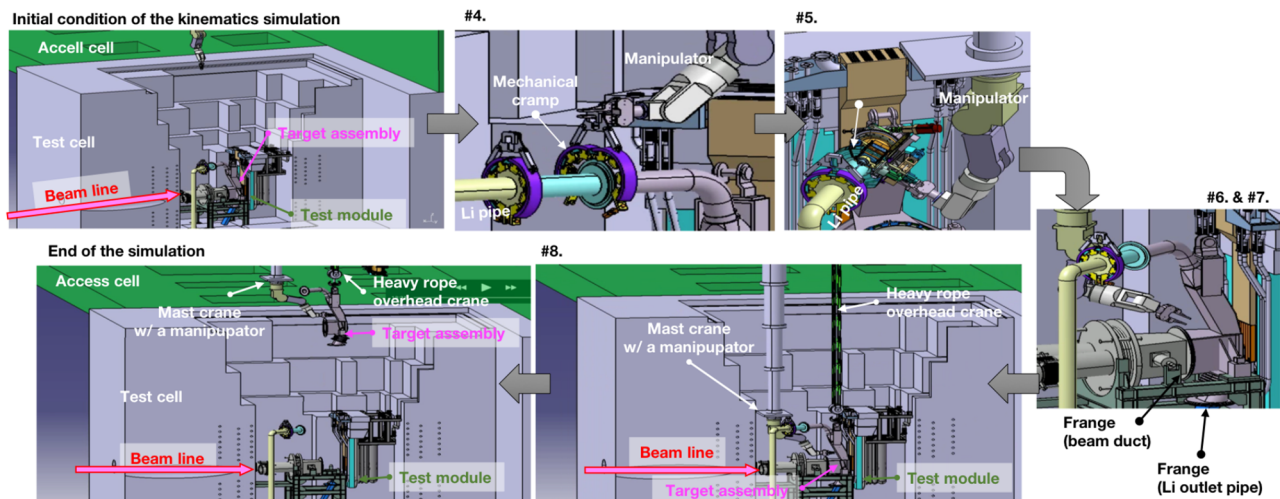 Initial condition of the kinematics simulation
Accell cell
Test cell
Target assembly
Beam line
Test module
#4.
Manipulator
Mechanical
cramp
Li pipe
#5.
Manipulator
Li pipe
#6. & #7.
Frange
(beam duct)
Frange
(Li outlet pipe)
End of the simulation
Access cell
Heavy rope
overhead crane
Mast crane
w/ a manipupator
Target assembly
Test cell
Beam line
Test module
#8.
Heavy rope
overhead crane
Mast crane
w/ a manipupator
Beam line
Target assembly
Test module